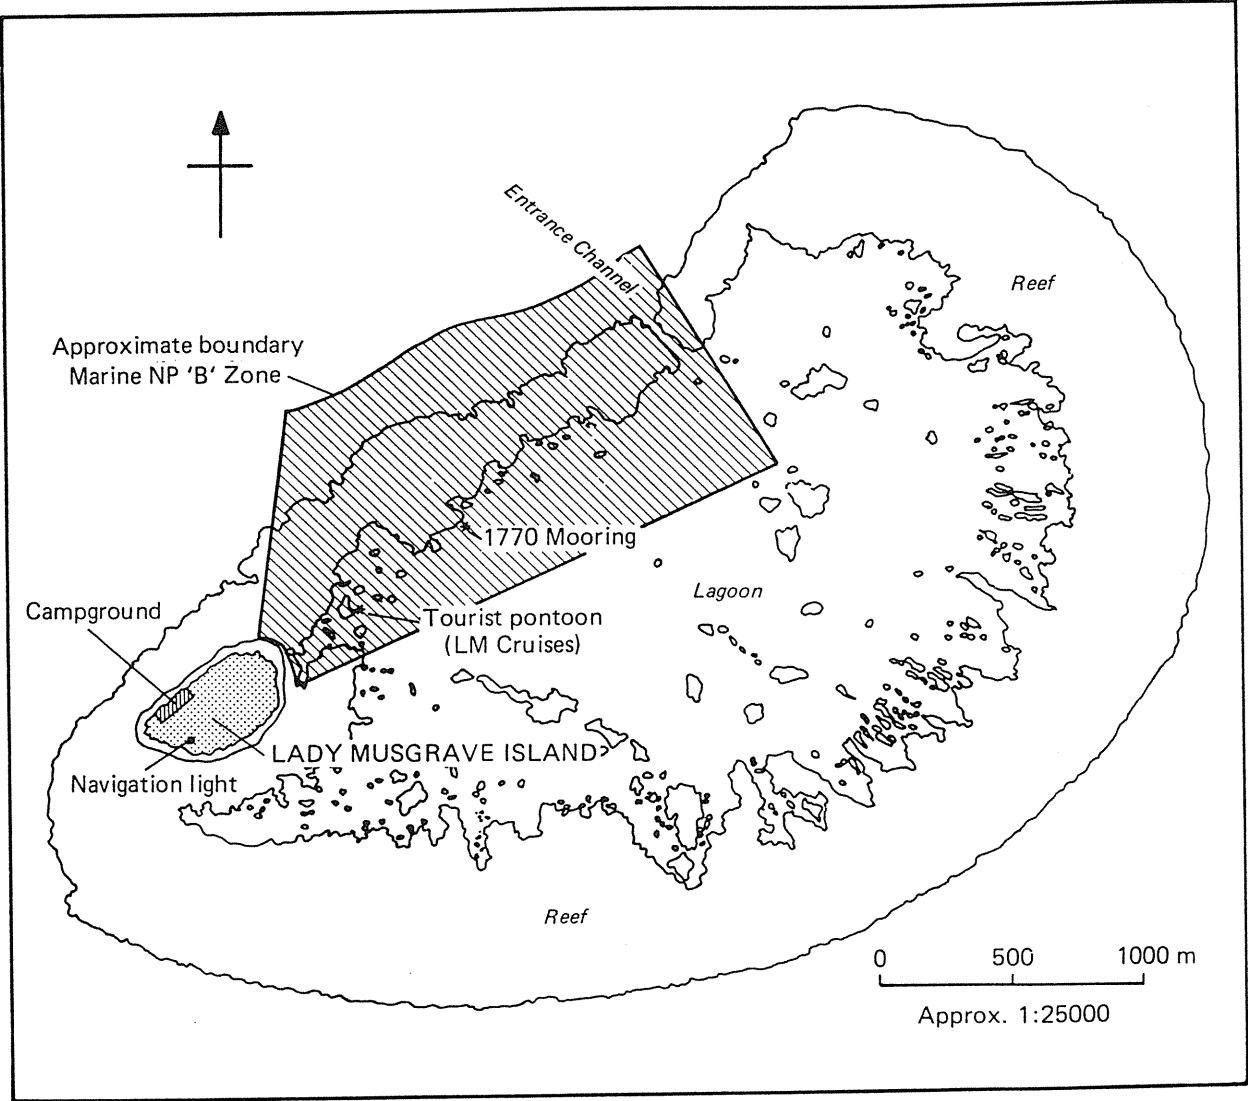 Entrance Channel
Reef
Approximate boundary
Marine NP 'B' Zone
1770 Mooring
Lagoon
Campground
Tourist pontoon
(LM Cruises)
LADY MUSGRAVE ISLAND
Navigation light
Reef
0 500 1000 m
Approx. 1:25000